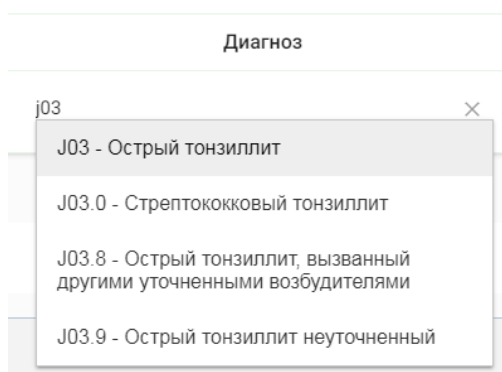 Диагноз
j03
J03 - Острый тонзиллит
J03.0 - Стрептококковый тонзиллит
J03.8 - Острый тонзиллит, вызванный
другими уточненными возбудителями
J03.9 - Острый тонзиллит неуточненный